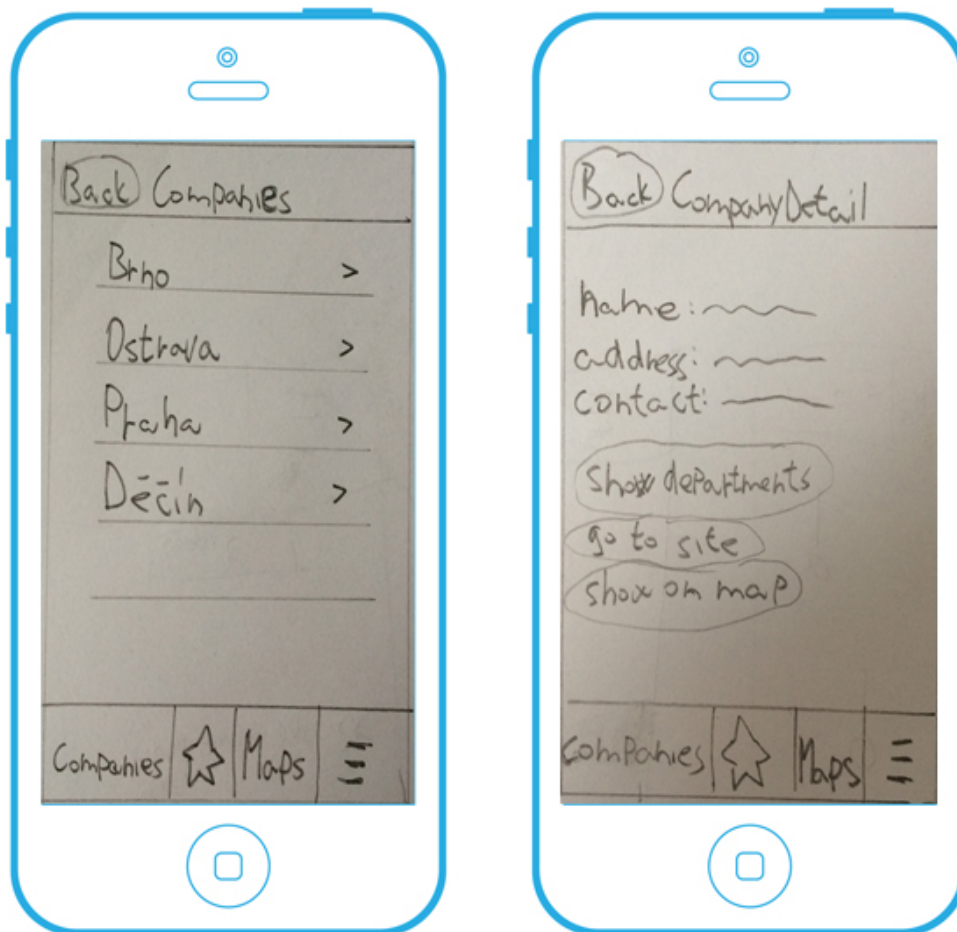 Back Companies
Brno >
Ostrava >
Praha >
Děčín >
Companies Maps
Back CompanyDetail
name:
address:
contact:
show departments
go to site
show on map
Companies Maps